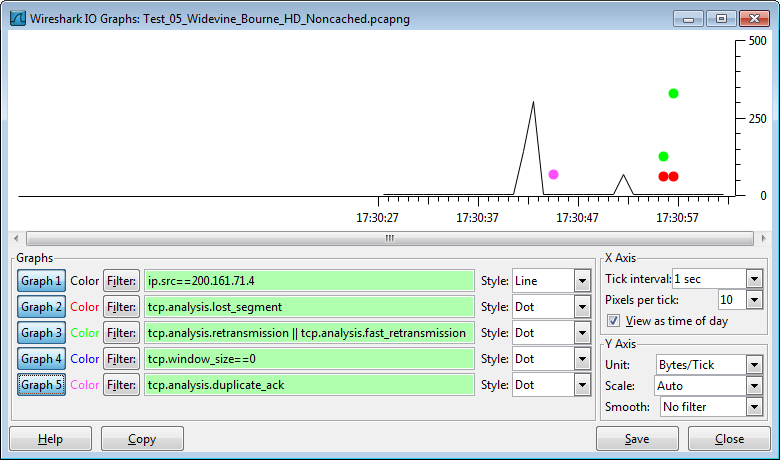 Wireshark IO Graphs: Test_05_Widevine_Bourne_HD_Noncached.pcapng
500
250
0
17:30:27 17:30:37 17:30:47 17:30:57
Graphs
Graph 1 Color Filter: ip.src==200.161.71.4 Style: Line
Graph 2 Color Filter: tcp.analysis.lost_segment Style: Dot
Graph 3 Color Filter: tcp.analysis.retransmission || tcp.analysis.fast_retransmission Style: Dot
Graph 4 Color Filter: tcp.window_size==0 Style: Dot
Graph 5 Color Filter: tcp.analysis.duplicate_ack Style: Dot
X Axis
Tick interval: 1 sec
Pixels per tick: 10
View as time of day
Y Axis
Unit: Bytes/Tick
Scale: Auto
Smooth: No filter
Help Copy Save Close